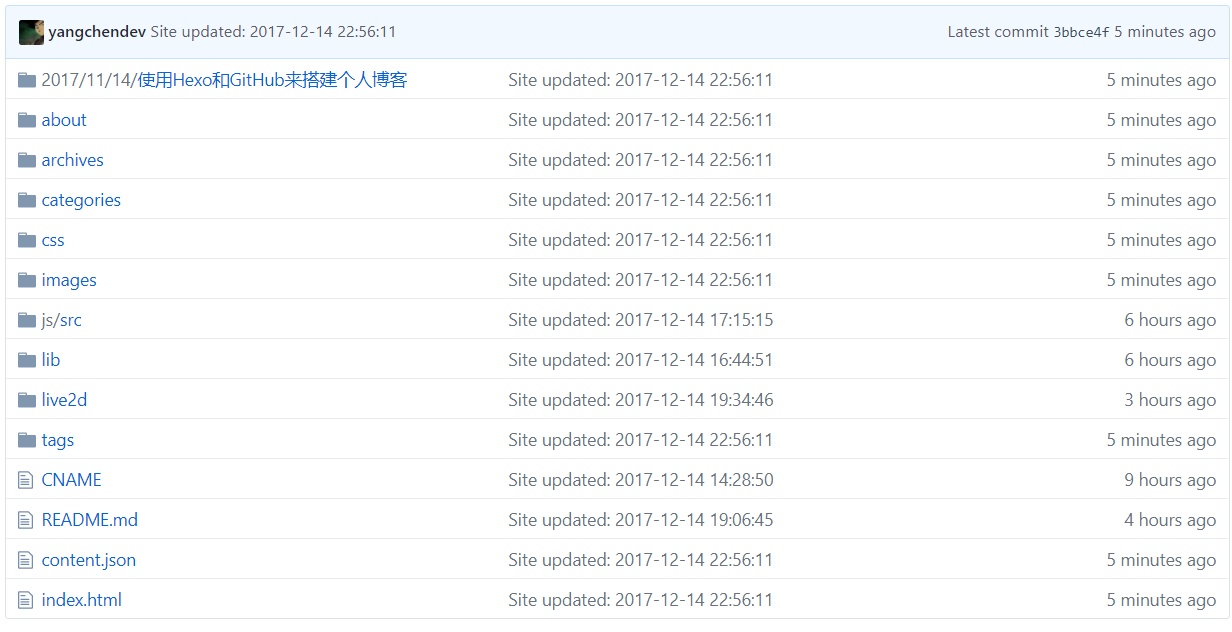 yangchendev Site updated: 2017-12-14 22:56:11 Latest commit 3bbce4f 5 minutes ago
2017/11/14/使用Hexo和GitHub来搭建个人博客 Site updated: 2017-12-14 22:56:11 5 minutes ago
about Site updated: 2017-12-14 22:56:11 5 minutes ago
archives Site updated: 2017-12-14 22:56:11 5 minutes ago
categories Site updated: 2017-12-14 22:56:11 5 minutes ago
css Site updated: 2017-12-14 22:56:11 5 minutes ago
images Site updated: 2017-12-14 22:56:11 5 minutes ago
js/src Site updated: 2017-12-14 17:15:15 6 hours ago
lib Site updated: 2017-12-14 16:44:51 6 hours ago
live2d Site updated: 2017-12-14 19:34:46 3 hours ago
tags Site updated: 2017-12-14 22:56:11 5 minutes ago
CNAME Site updated: 2017-12-14 14:28:50 9 hours ago
README.md Site updated: 2017-12-14 19:06:45 4 hours ago
content.json Site updated: 2017-12-14 22:56:11 5 minutes ago
index.html Site updated: 2017-12-14 22:56:11 5 minutes ago